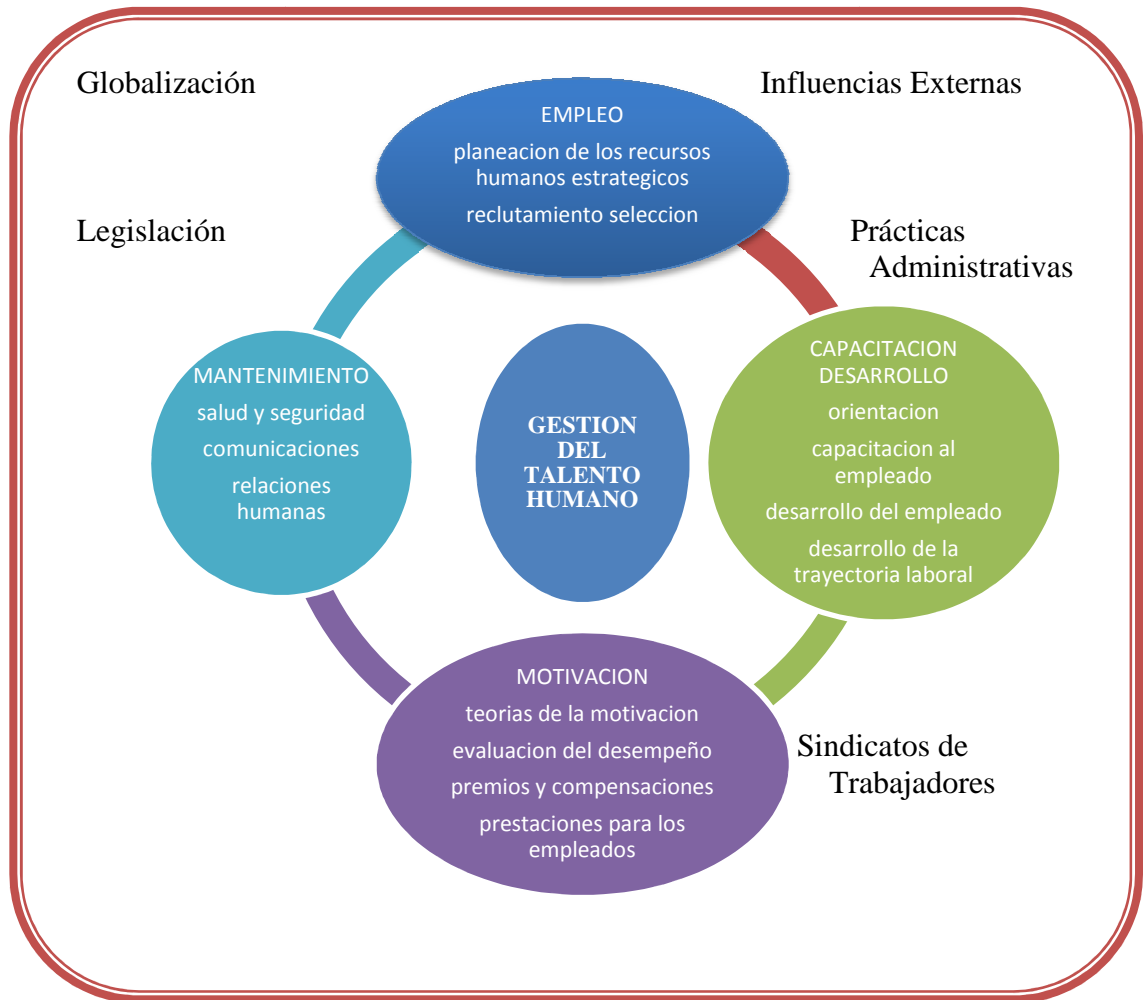 Globalización
Influencias Externas
EMPLEO
planeacion de los recursos
humanos estrategicos
reclutamiento seleccion
Legislación
Prácticas
Administrativas
MANTENIMIENTO
salud y seguridad
comunicaciones
relaciones
humanas
GESTION
DEL
TALENTO
HUMANO
CAPACITACION
DESARROLLO
orientacion
capacitacion al
empleado
desarrollo del empleado
desarrollo de la
trayectoria laboral
MOTIVACION
teorias de la motivacion
evaluacion del desempeño
premios y compensaciones
prestaciones para los
empleados
Sindicatos de
Trabajadores